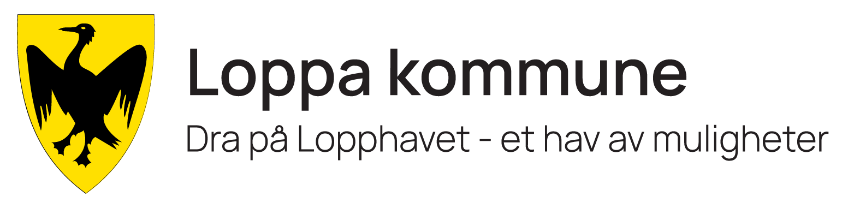 Loppa kommune
Dra på Lopphavet - et hav av muligheter